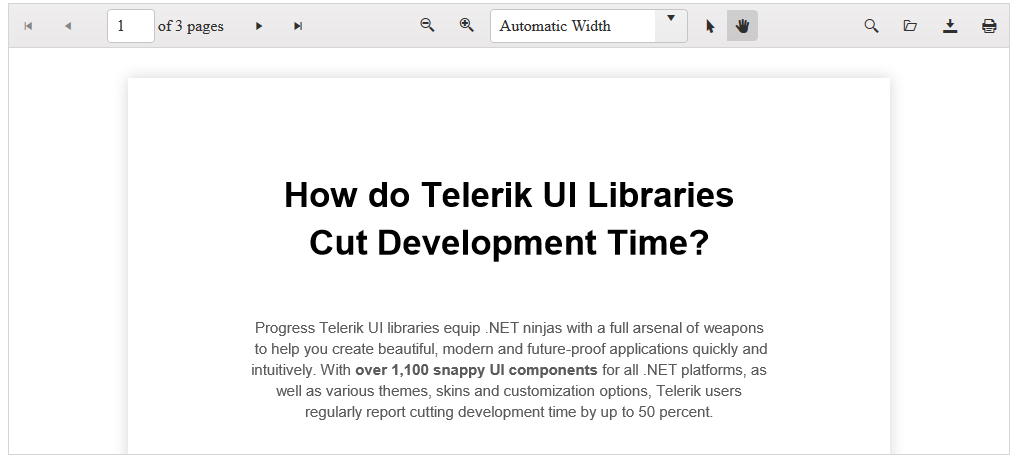 1 of 3 pages Automatic Width
How do Telerik UI Libraries
Cut Development Time?
Progress Telerik UI libraries equip .NET ninjas with a full arsenal of weapons
to help you create beautiful, modern and future-proof applications quickly and
intuitively. With over 1,100 snappy UI components for all .NET platforms, as
well as various themes, skins and customization options, Telerik users
regularly report cutting development time by up to 50 percent.